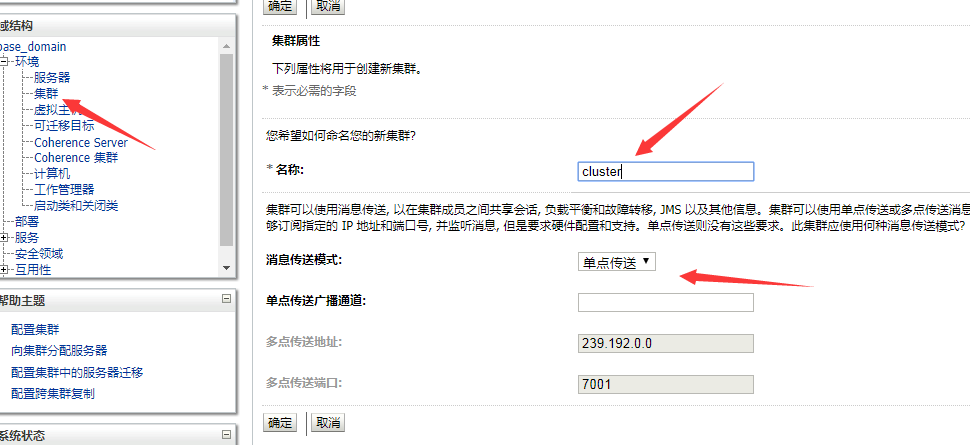 域结构
base_domain
环境
服务器
集群
虚拟主机
可迁移目标
Coherence Server
Coherence 集群
计算机
工作管理器
启动类和关闭类
部署
服务
安全领域
互用性
帮助主题
配置集群
向集群分配服务器
配置集群中的服务器迁移
配置跨集群复制
系统状态
确定 取消
集群属性
下列属性将用于创建新集群。
* 表示必需的字段
您希望如何命名您的新集群?
* 名称: cluster
集群可以使用消息传送, 以在集群成员之间共享会话, 负载平衡和故障转移, JMS 以及其他信息。集群可以使用单点传送或多点传送消息
够订阅指定的 IP 地址和端口号, 并监听消息, 但是要求硬件配置和支持。单点传送则没有这些要求。此集群应使用何种消息传送模式?
消息传送模式: 单点传送
单点传送广播通道:
多点传送地址: 239.192.0.0
多点传送端口: 7001
确定 取消